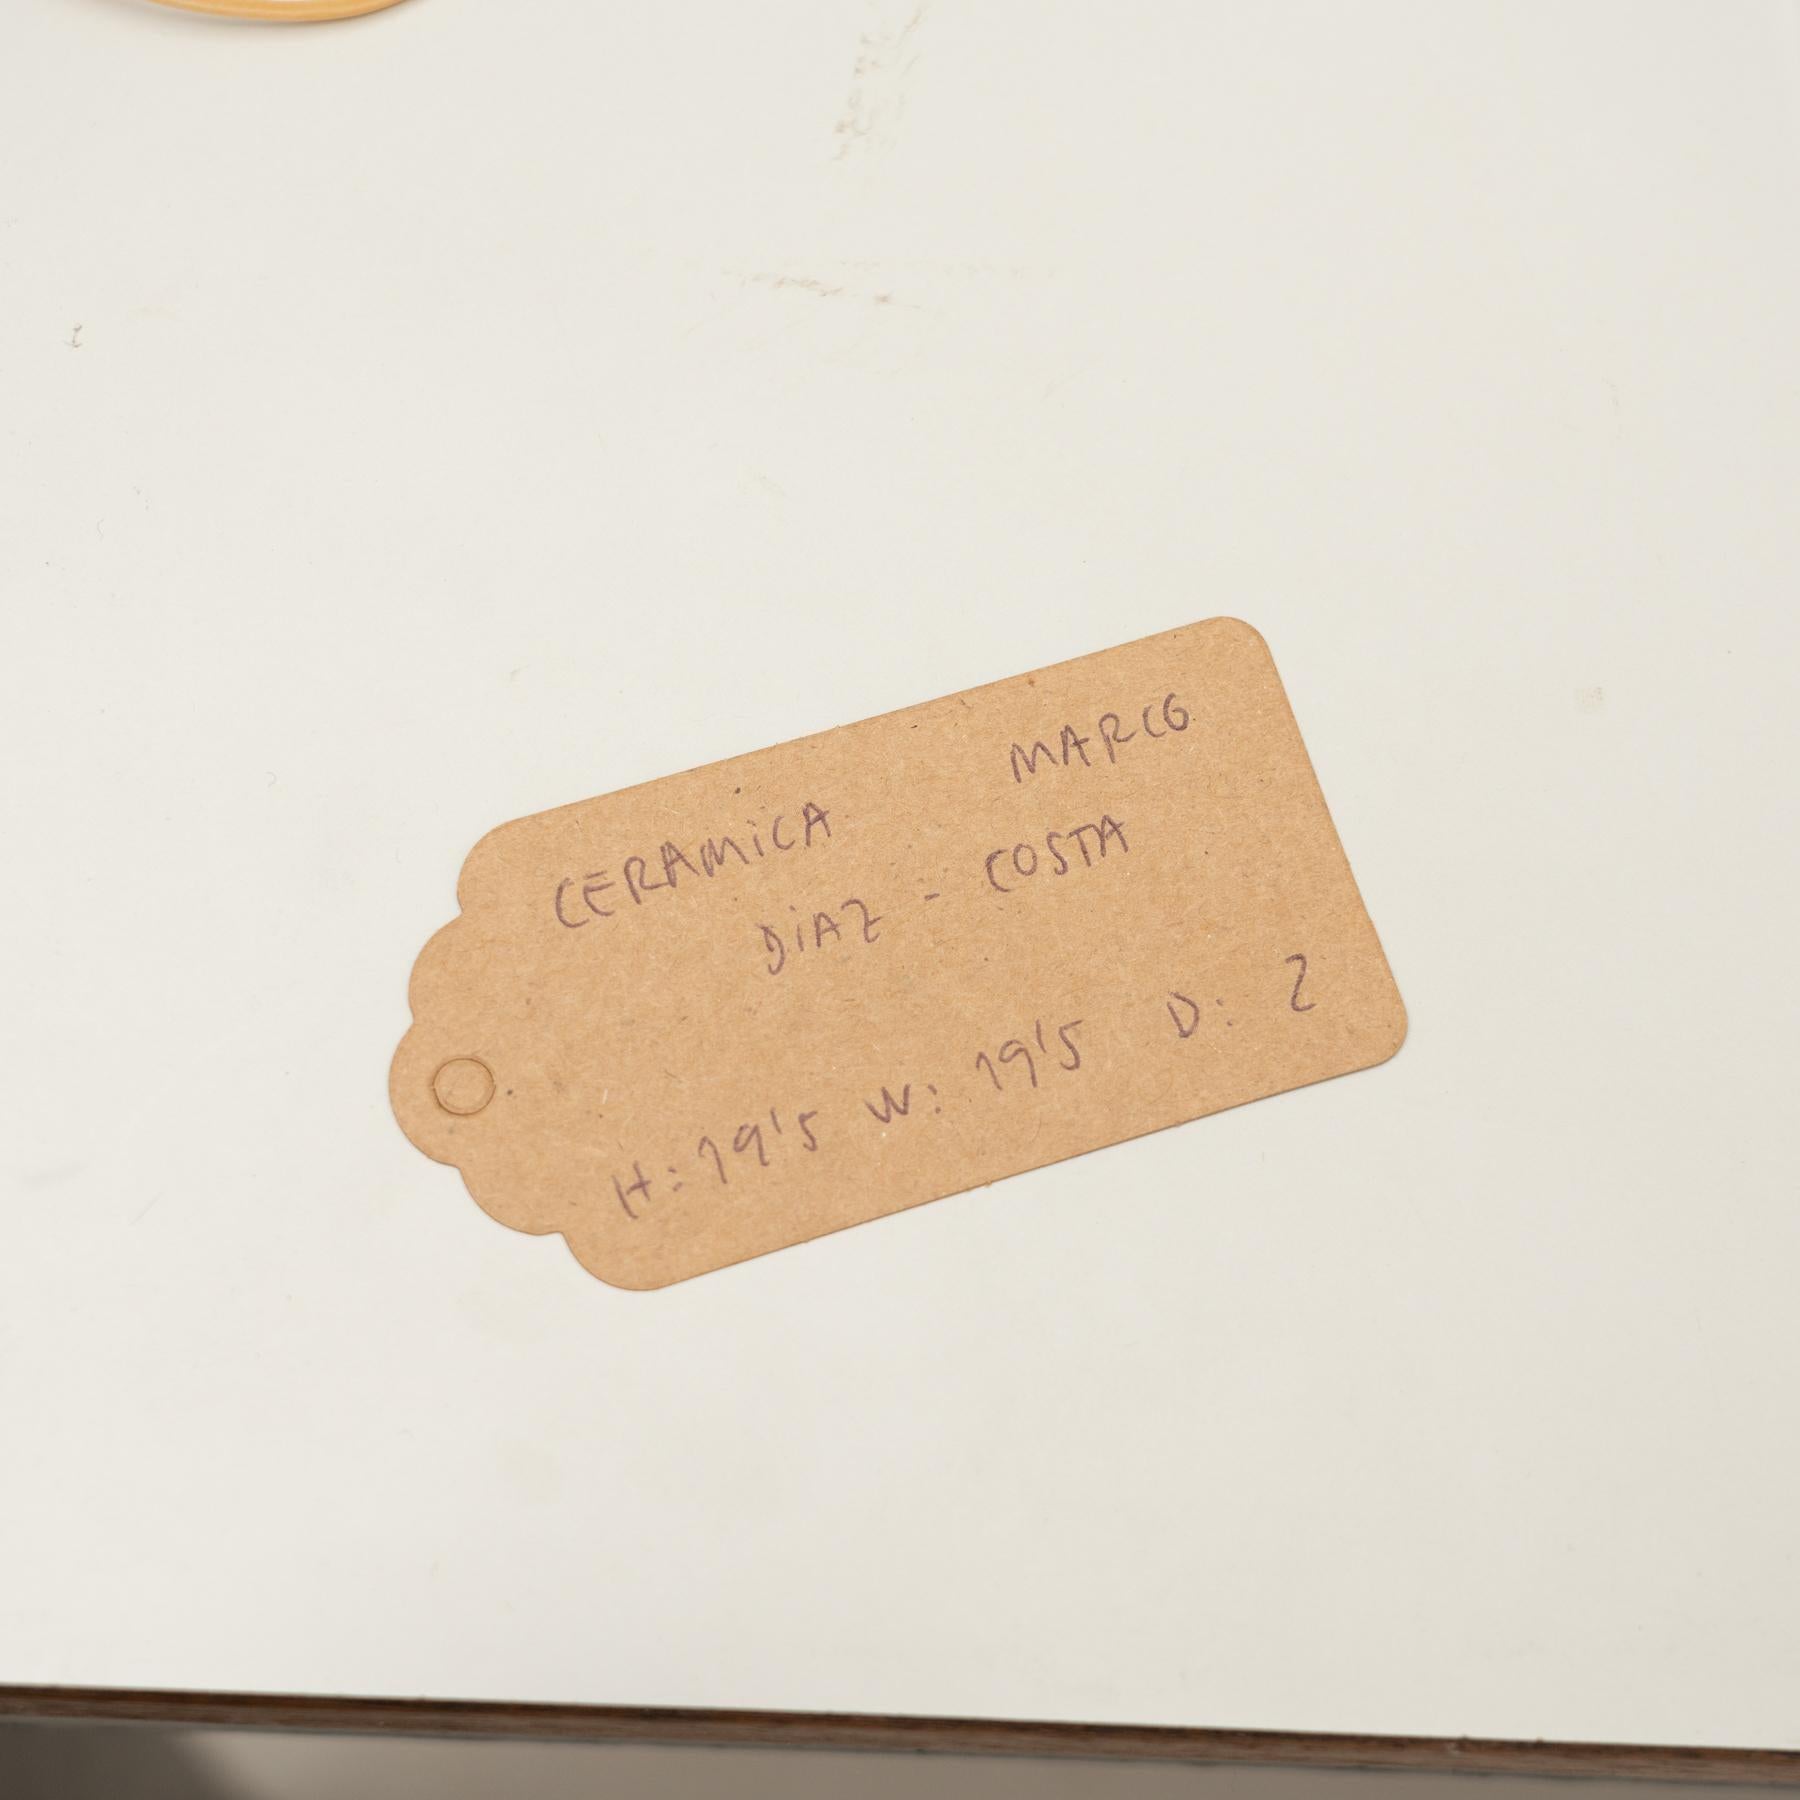 CERAMiCA MARCO
DiAZ - COSTA
H: 19'5 W: 19'5 D: 2